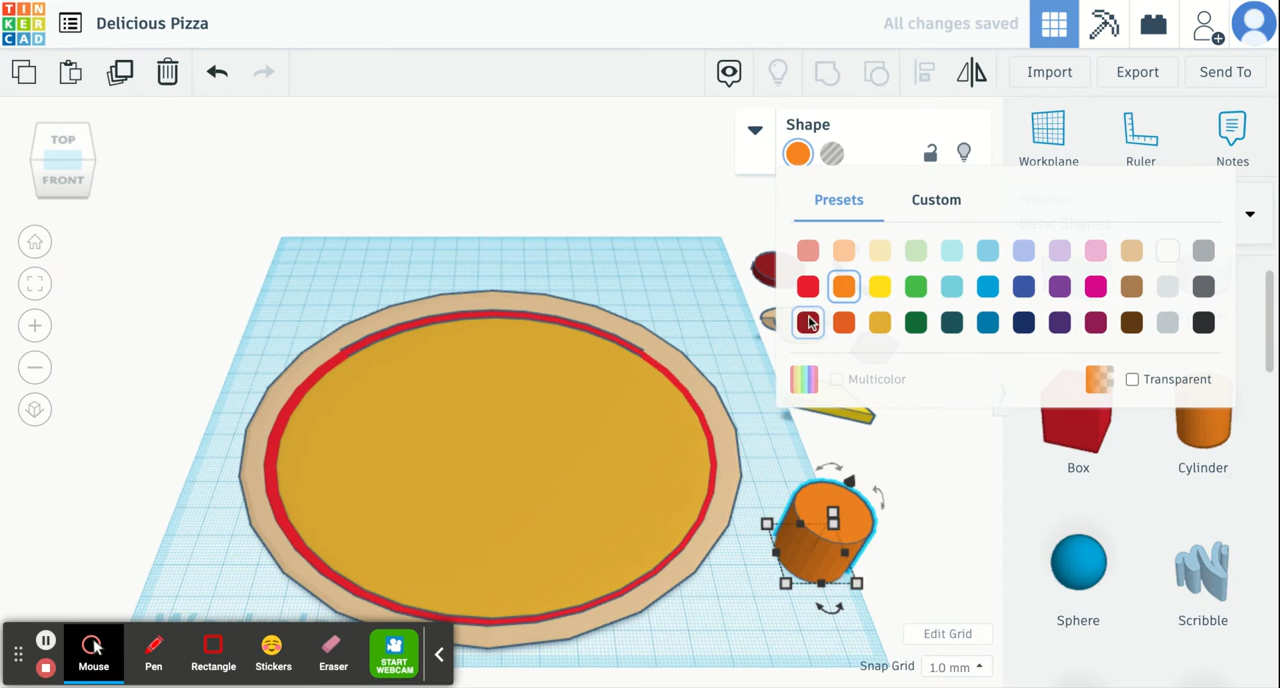 TIN
KER
CAD
Delicious Pizza
All changes saved
Import
Export
Send To
TOP
FRONT
Shape
Workplane
Ruler
Notes
Presets
Custom
Basic Shapes
Multicolor
Transparent
Box
Cylinder
Sphere
Scribble
Edit Grid
Snap Grid
1.0 mm
Mouse
Pen
Rectangle
Stickers
Eraser
START
WEBCAM